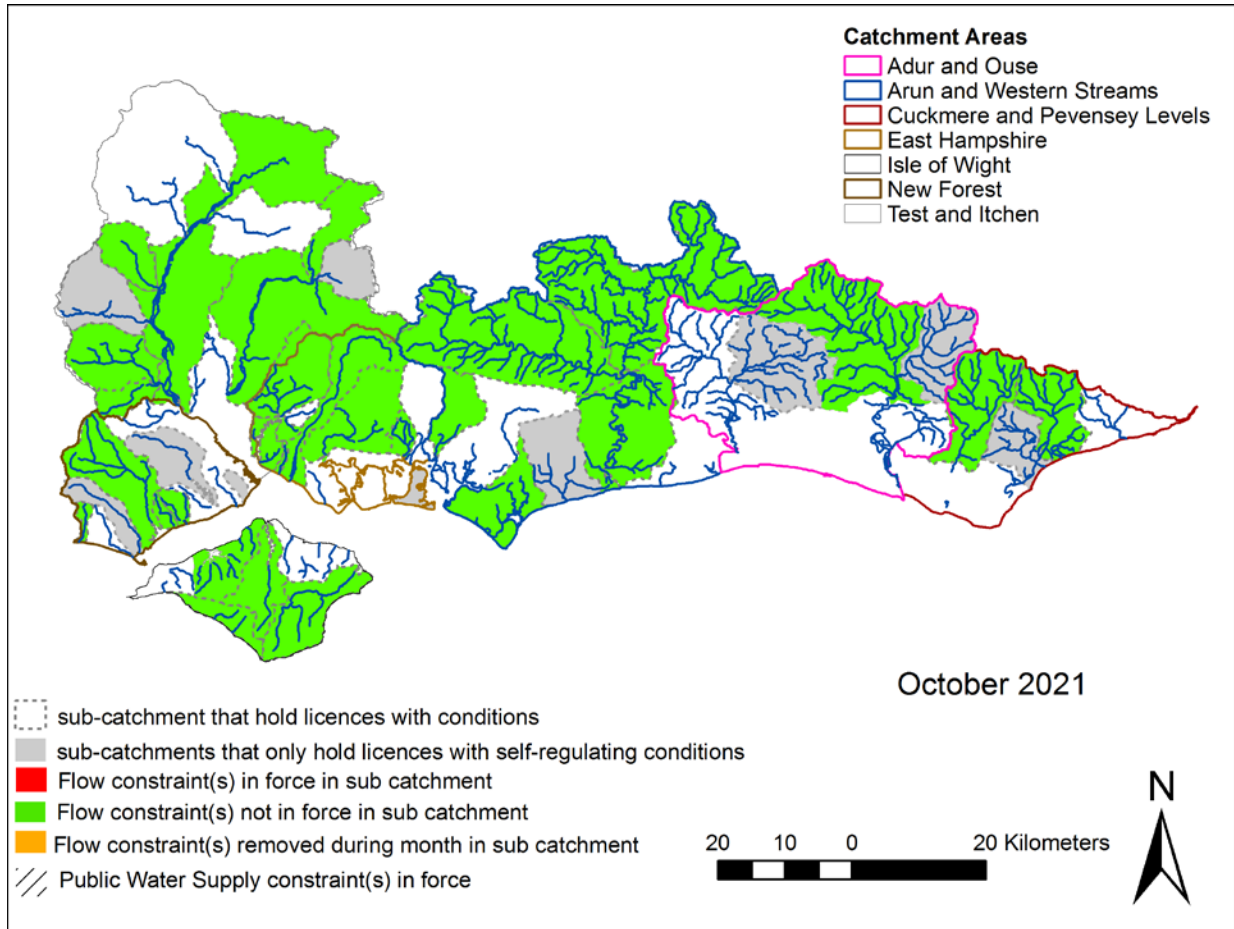 Catchment Areas
Adur and Ouse
Arun and Western Streams
Cuckmere and Pevensey Levels
East Hampshire
Isle of Wight
New Forest
Test and Itchen
October 2021
sub-catchment that hold licences with conditions
sub-catchments that only hold licences with self-regulating conditions
Flow constraint(s) in force in sub catchment
Flow constraint(s) not in force in sub catchment
Flow constraint(s) removed during month in sub catchment
Public Water Supply constraint(s) in force
20 10 0 20 Kilometers
N